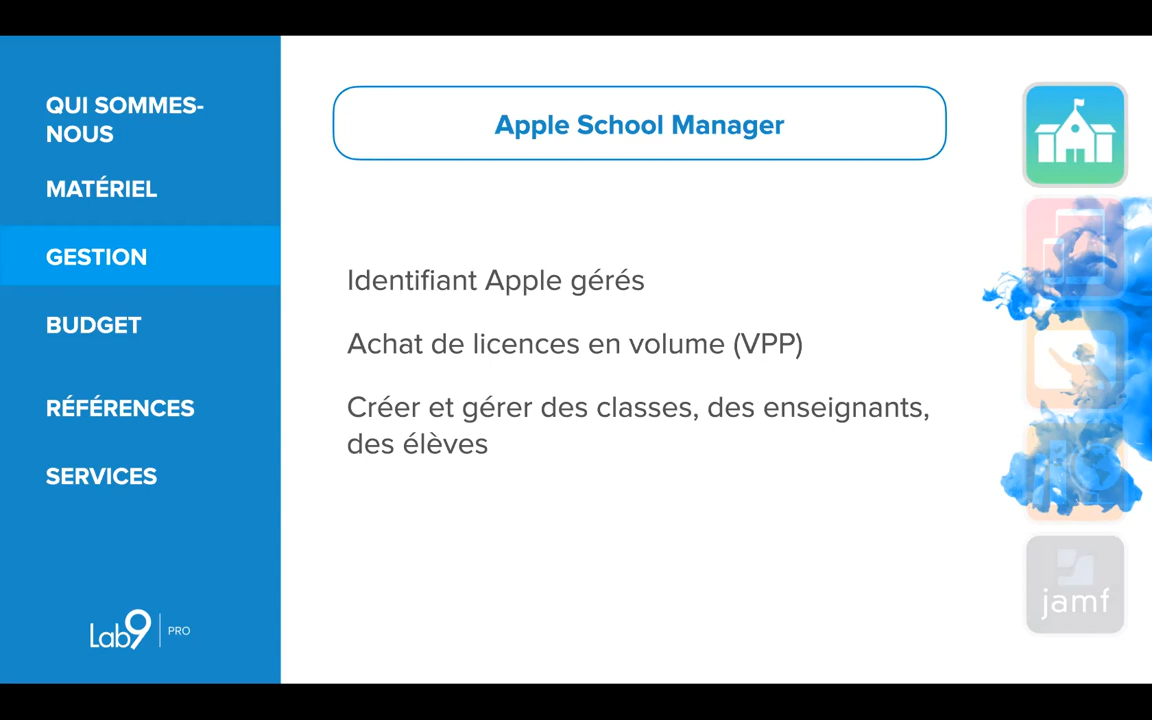 QUI SOMMES-
NOUS
MATÉRIEL
GESTION
BUDGET
RÉFÉRENCES
SERVICES
Lab9 PRO
Apple School Manager
Identifiant Apple gérés
Achat de licences en volume (VPP)
Créer et gérer des classes, des enseignants,
des élèves
jamf